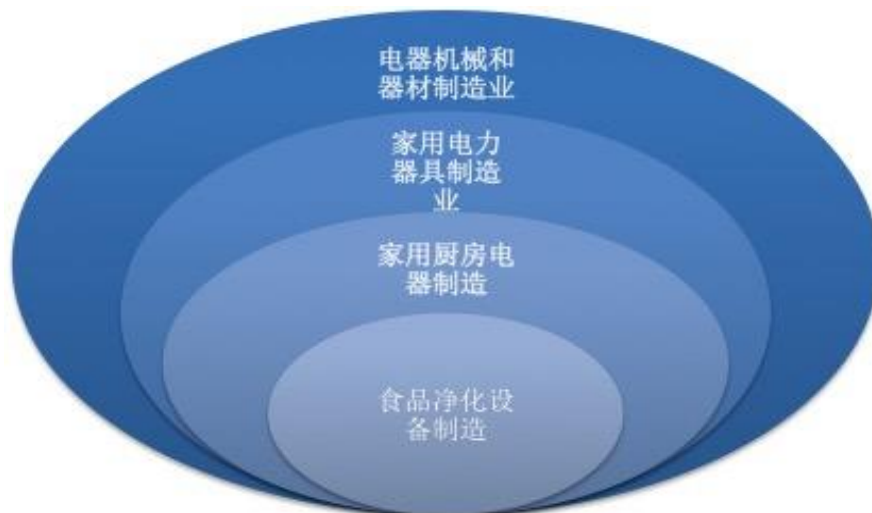 电器机械和
器材制造业
家用电力
器具制造
业
家用厨房电
器制造
食品净化设
备制造